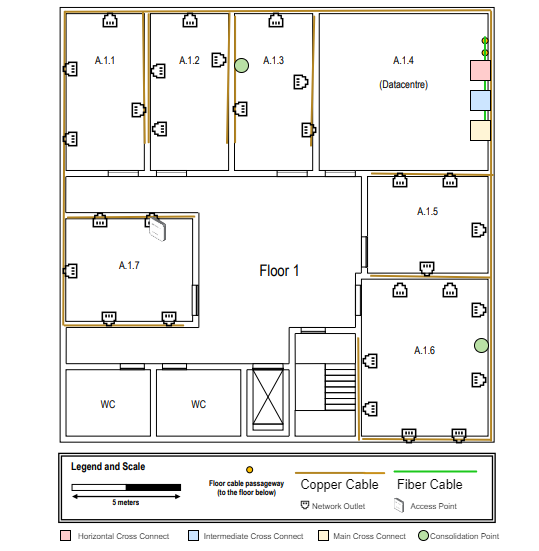 A.1.1
A.1.2
A.1.3
A.1.4
(Datacentre)
A.1.5
A.1.7
Floor 1
A.1.6
WC
WC
Legend and Scale
5 meters
Floor cable passageway
(to the floor below)
Copper Cable
Fiber Cable
Network Outlet
Access Point
Horizontal Cross Connect
Intermediate Cross Connect
Main Cross Connect
Consolidation Point